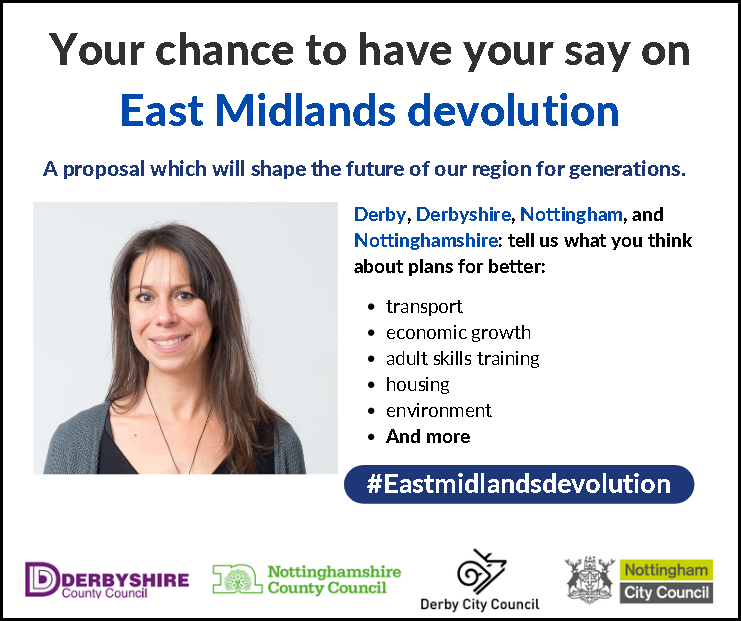 Your chance to have your say on
East Midlands devolution
A proposal which will shape the future of our region for generations.
Derby, Derbyshire, Nottingham, and
Nottinghamshire: tell us what you think
about plans for better:
• transport
• economic growth
• adult skills training
• housing
• environment
• And more
#Eastmidlandsdevolution
DERBYSHIRE
County Council
Nottinghamshire
County Council
Derby City Council
Nottingham
City Council